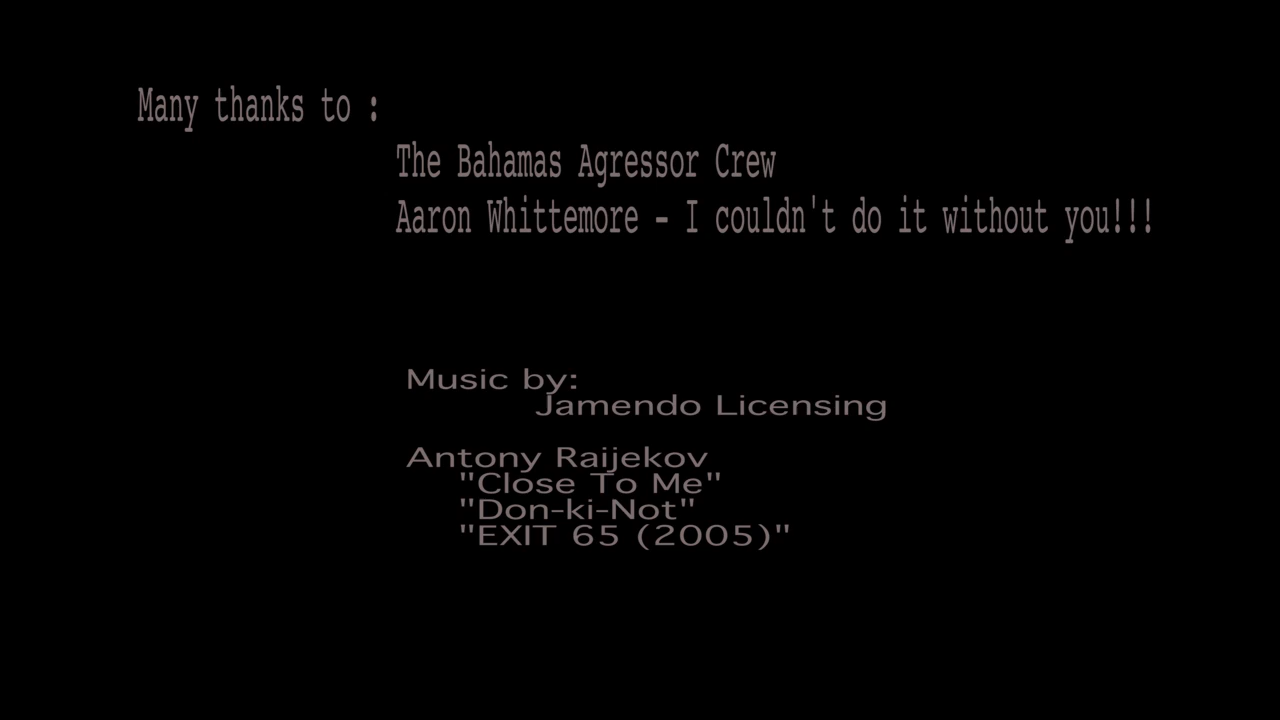 Many thanks to :
The Bahamas Agressor Crew
Aaron Whittemore - I couldn't do it without you!!!
Music by:
Jamendo Licensing
Antony Raijekov
"Close To Me"
"Don-ki-Not"
"EXIT 65 (2005)"